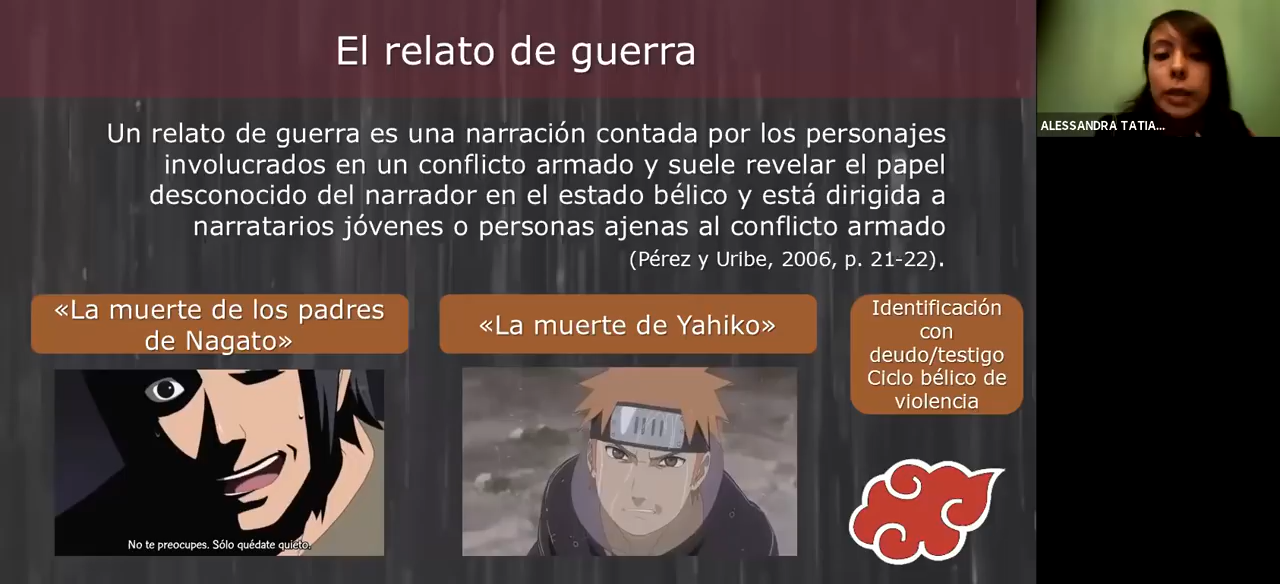 El relato de guerra
Un relato de guerra es una narración contada por los personajes
involucrados en un conflicto armado y suele revelar el papel
desconocido del narrador en el estado bélico y está dirigida a
narratarios jóvenes o personas ajenas al conflicto armado
(Pérez y Uribe, 2006, p. 21-22).
«La muerte de los padres
de Nagato»
«La muerte de Yahiko»
Identificación
con
deudo/testigo
Ciclo bélico de
violencia
No te preocupes. Sólo quédate quieto.
ALESSANDRA TATIA...